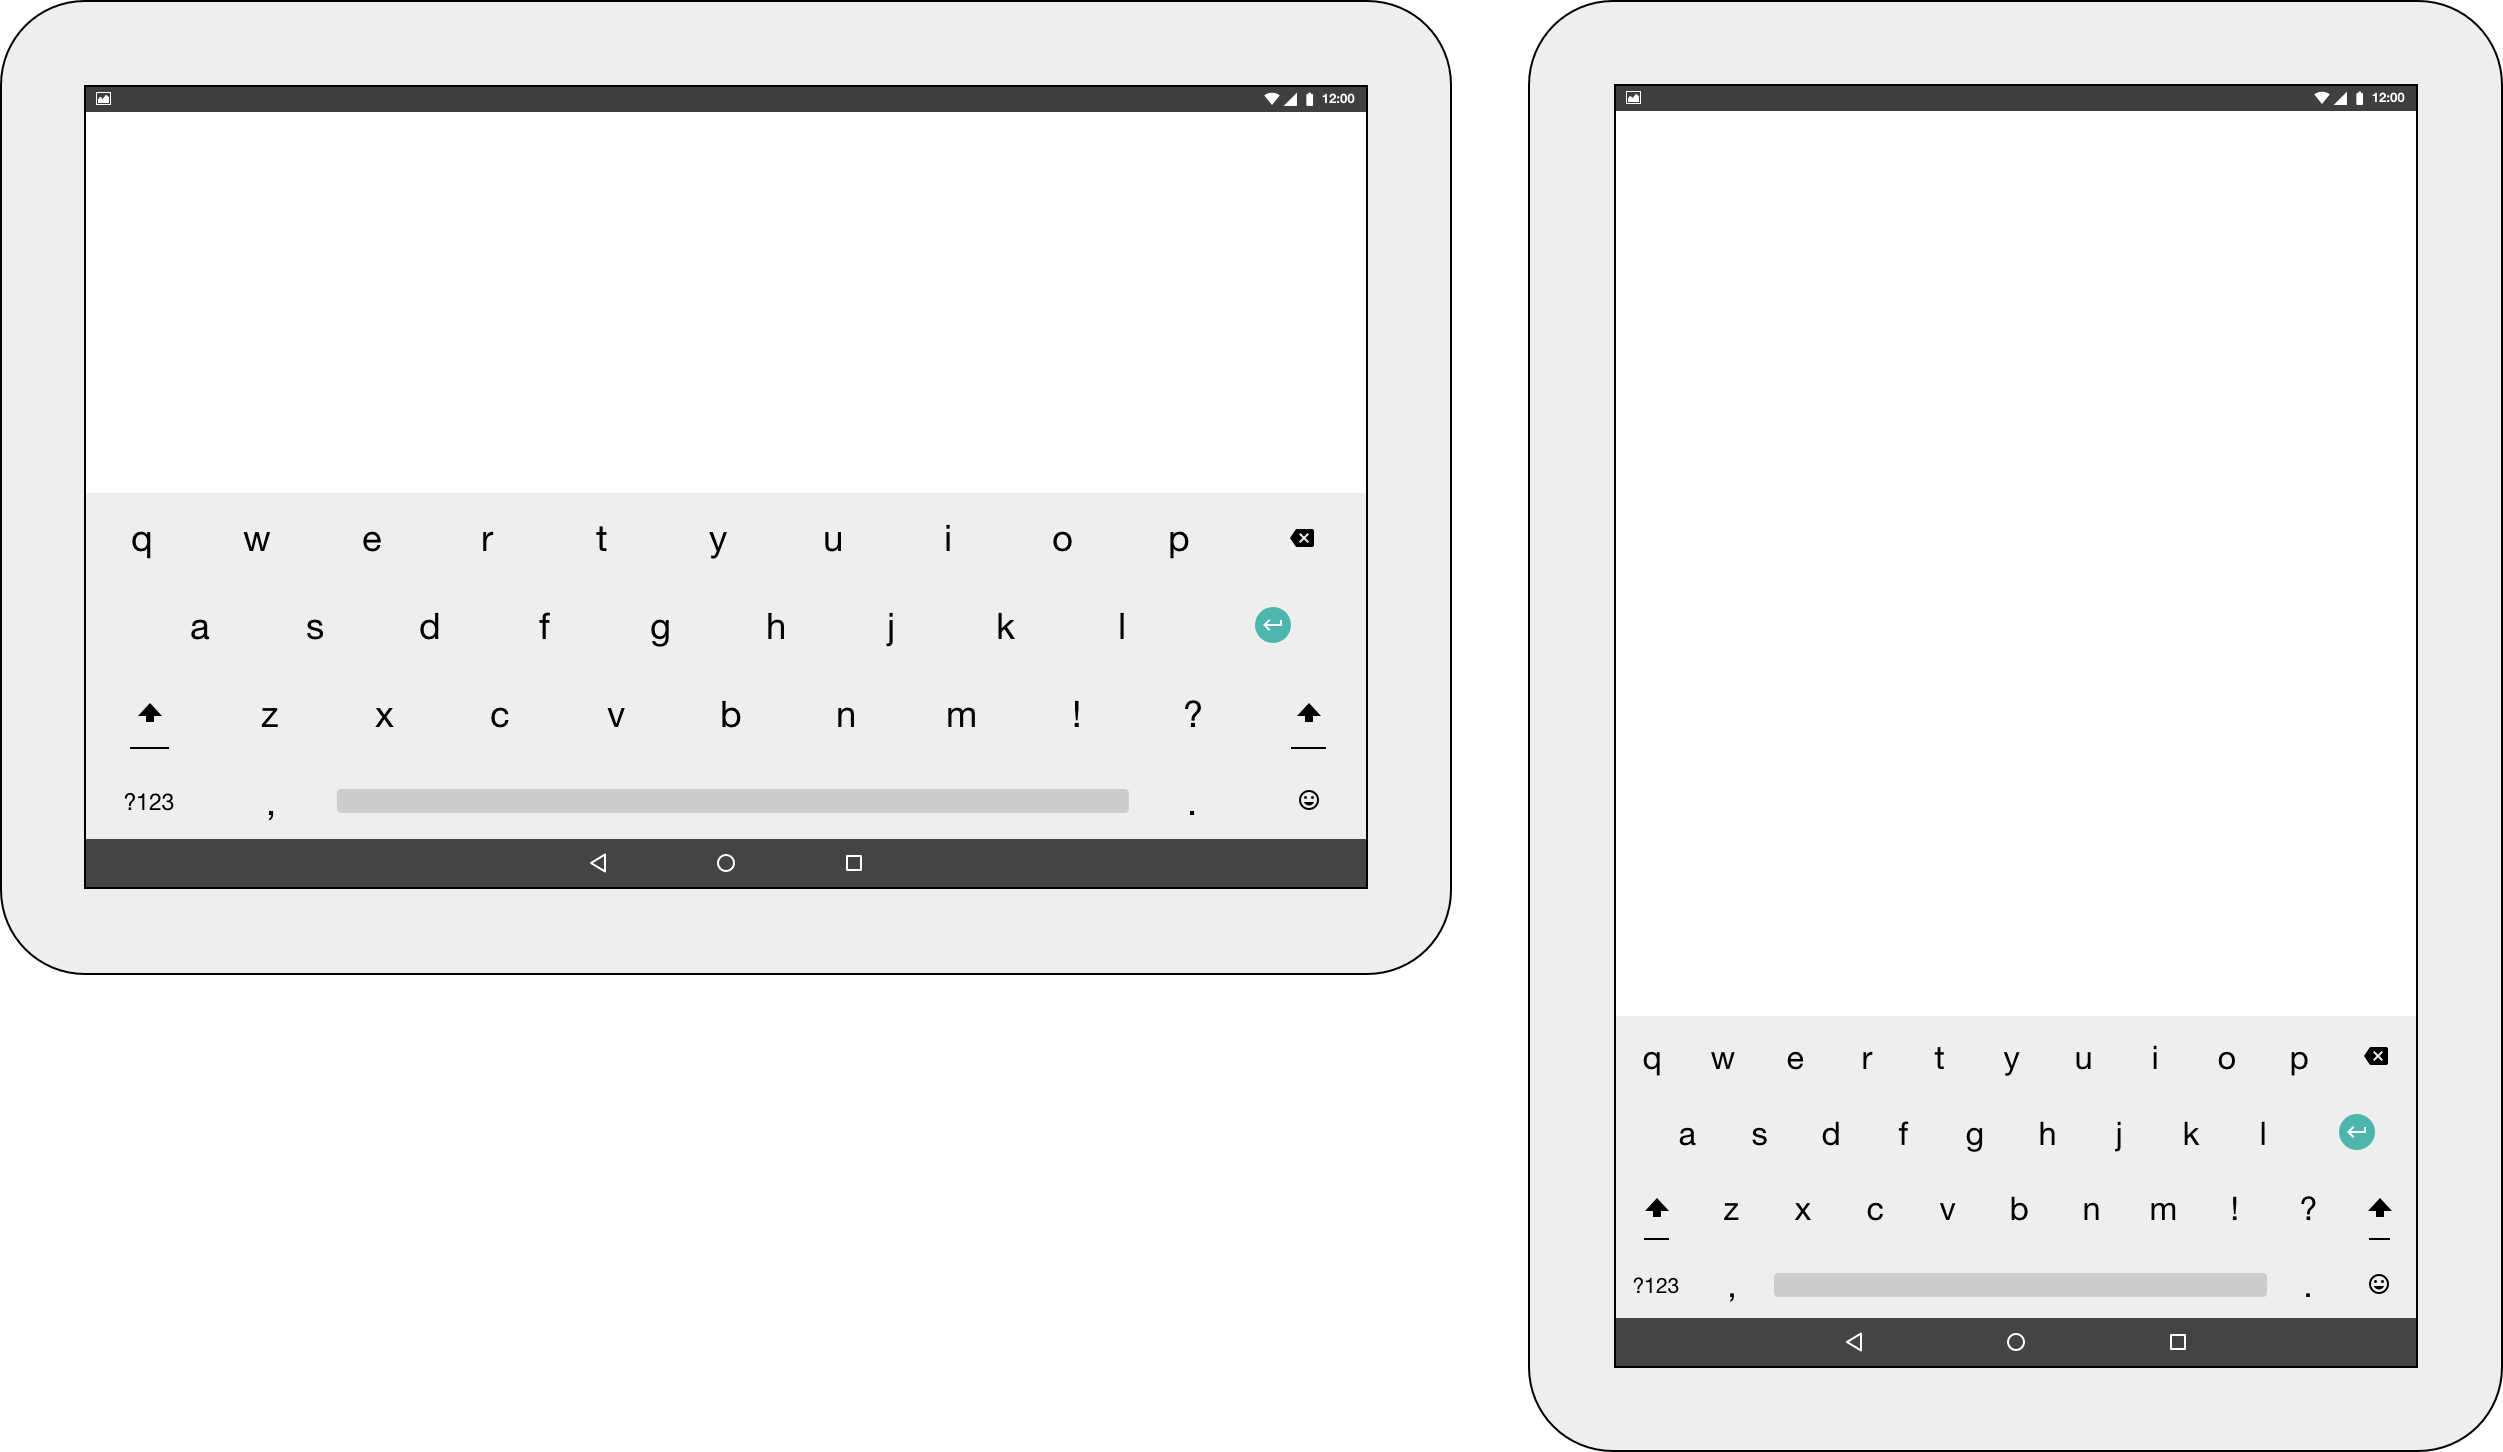 12:00
q w e r t y u i o p
a s d f g h j k l
z x c v b n m ! ?
?123 , .
12:00
q w e r t y u i o p
a s d f g h j k l
z x c v b n m ! ?
?123 , .